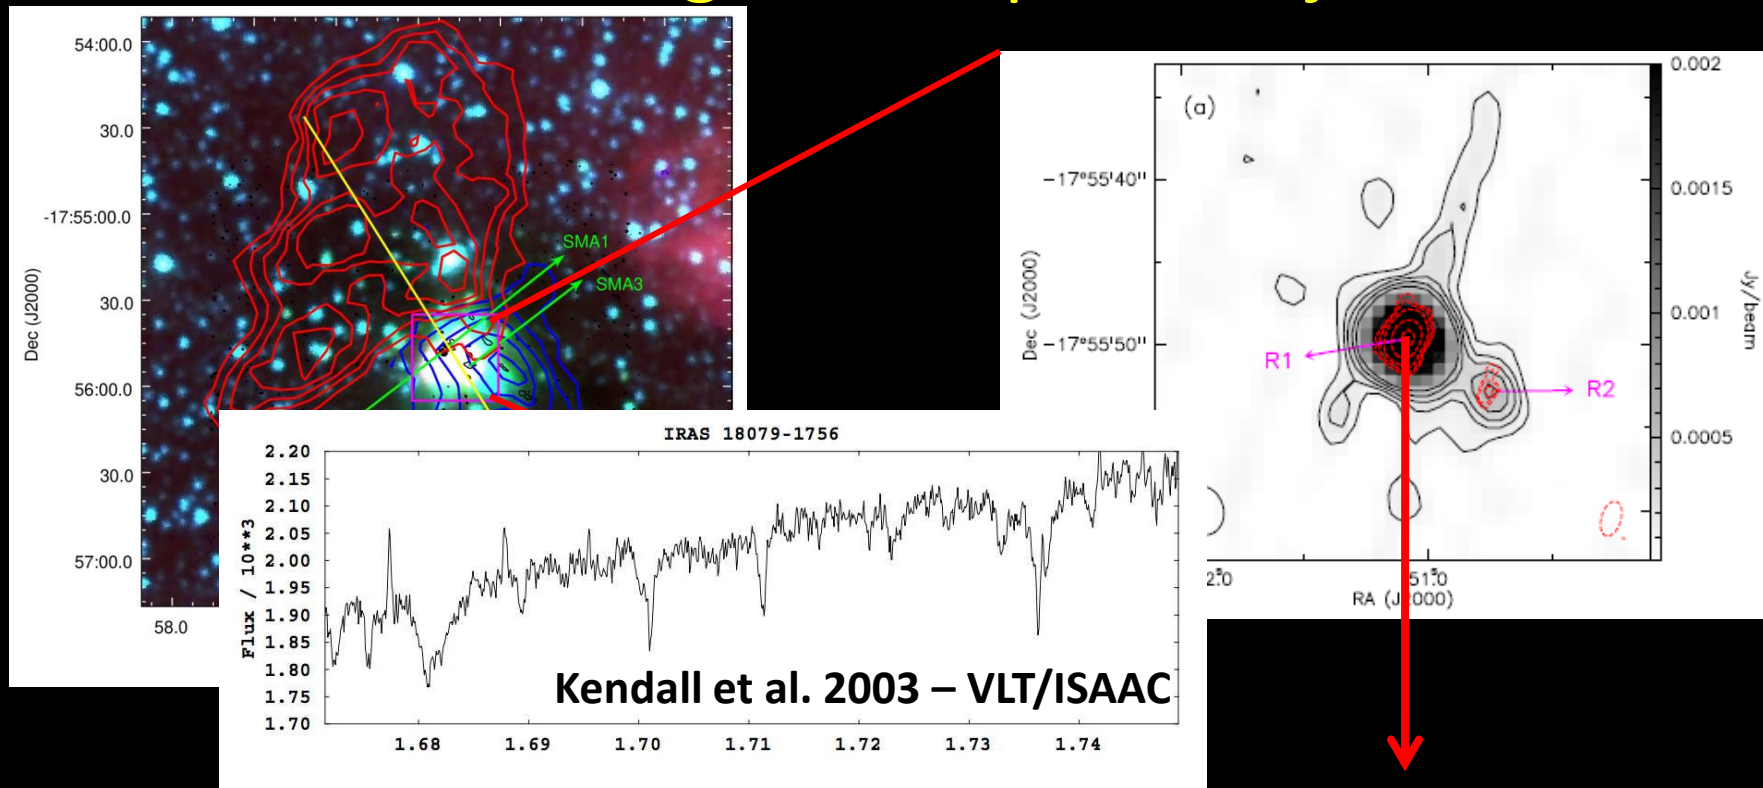 54:00.0
30.0
-17:55:00.0
30.0
56:00.0
30.0
57:00.0
58.0
Dec (J2000)
SMA1
SMA3
(a)
−17°55'40"
−17°55'50"
Dec (J2000)
R1
R2
51ˢ.0
RA (J2000)
0.002
0.0015
0.001
0.0005
Jy/beam
IRAS 18079-1756
2.20
2.15
2.10
2.05
2.00
1.95
1.90
1.85
1.80
1.75
1.70
Flux / 10**3
1.68 1.69 1.70 1.71 1.72 1.73 1.74
Kendall et al. 2003 – VLT/ISAAC